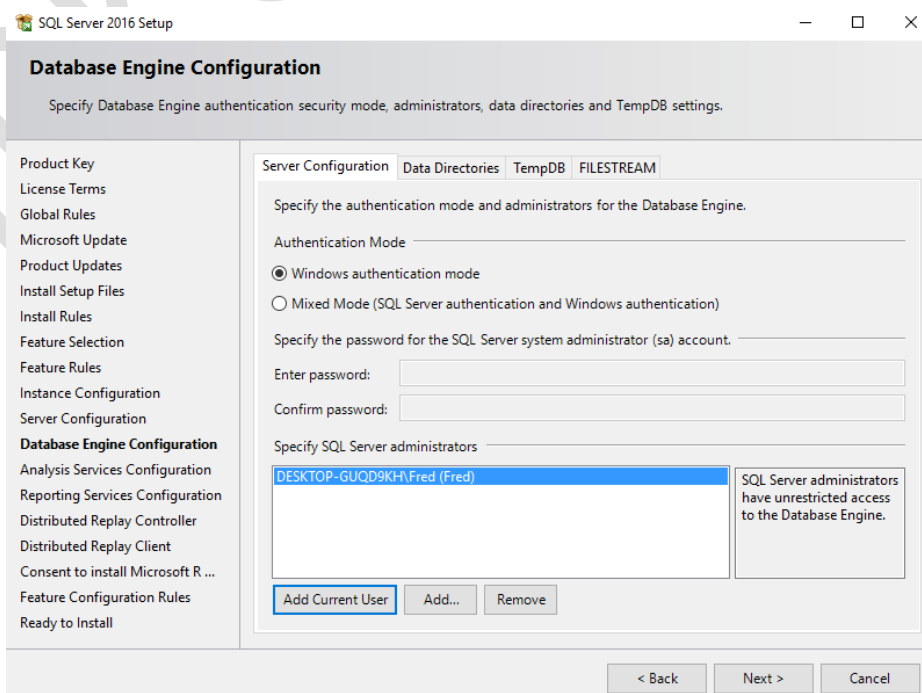 SQL Server 2016 Setup
Database Engine Configuration
Specify Database Engine authentication security mode, administrators, data directories and TempDB settings.
Product Key
License Terms
Global Rules
Microsoft Update
Product Updates
Install Setup Files
Install Rules
Feature Selection
Feature Rules
Instance Configuration
Server Configuration
Database Engine Configuration
Analysis Services Configuration
Reporting Services Configuration
Distributed Replay Controller
Distributed Replay Client
Consent to install Microsoft R ...
Feature Configuration Rules
Ready to Install
Server Configuration Data Directories TempDB FILESTREAM
Specify the authentication mode and administrators for the Database Engine.
Authentication Mode
Windows authentication mode
Mixed Mode (SQL Server authentication and Windows authentication)
Specify the password for the SQL Server system administrator (sa) account.
Enter password:
Confirm password:
Specify SQL Server administrators
DESKTOP-GUQD9KH\Fred (Fred)
SQL Server administrators
have unrestricted access
to the Database Engine.
Add Current User Add... Remove
< Back Next > Cancel